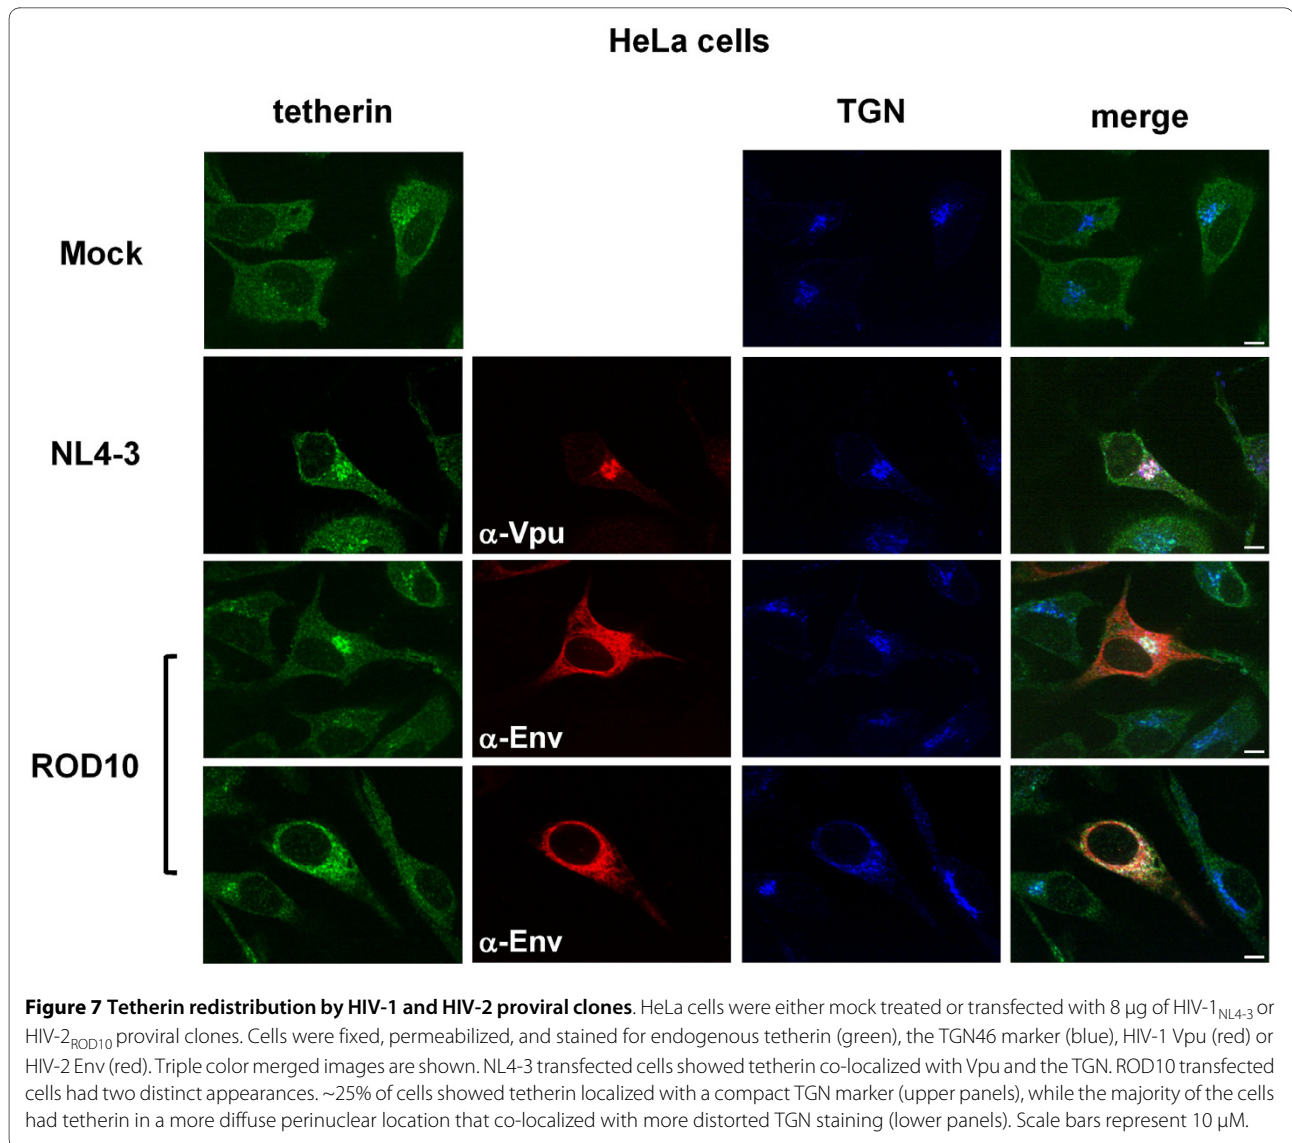 HeLa cells
tetherin
TGN
merge
Mock
NL4-3
α-Vpu
α-Env
ROD10
α-Env
Figure 7 Tetherin redistribution by HIV-1 and HIV-2 proviral clones. HeLa cells were either mock treated or transfected with 8 μg of HIV-1NL4-3 or
HIV-2ROD10 proviral clones. Cells were fixed, permeabilized, and stained for endogenous tetherin (green), the TGN46 marker (blue), HIV-1 Vpu (red) or
HIV-2 Env (red). Triple color merged images are shown. NL4-3 transfected cells showed tetherin co-localized with Vpu and the TGN. ROD10 transfected
cells had two distinct appearances. ~25% of cells showed tetherin localized with a compact TGN marker (upper panels), while the majority of the cells
had tetherin in a more diffuse perinuclear location that co-localized with more distorted TGN staining (lower panels). Scale bars represent 10 μM.